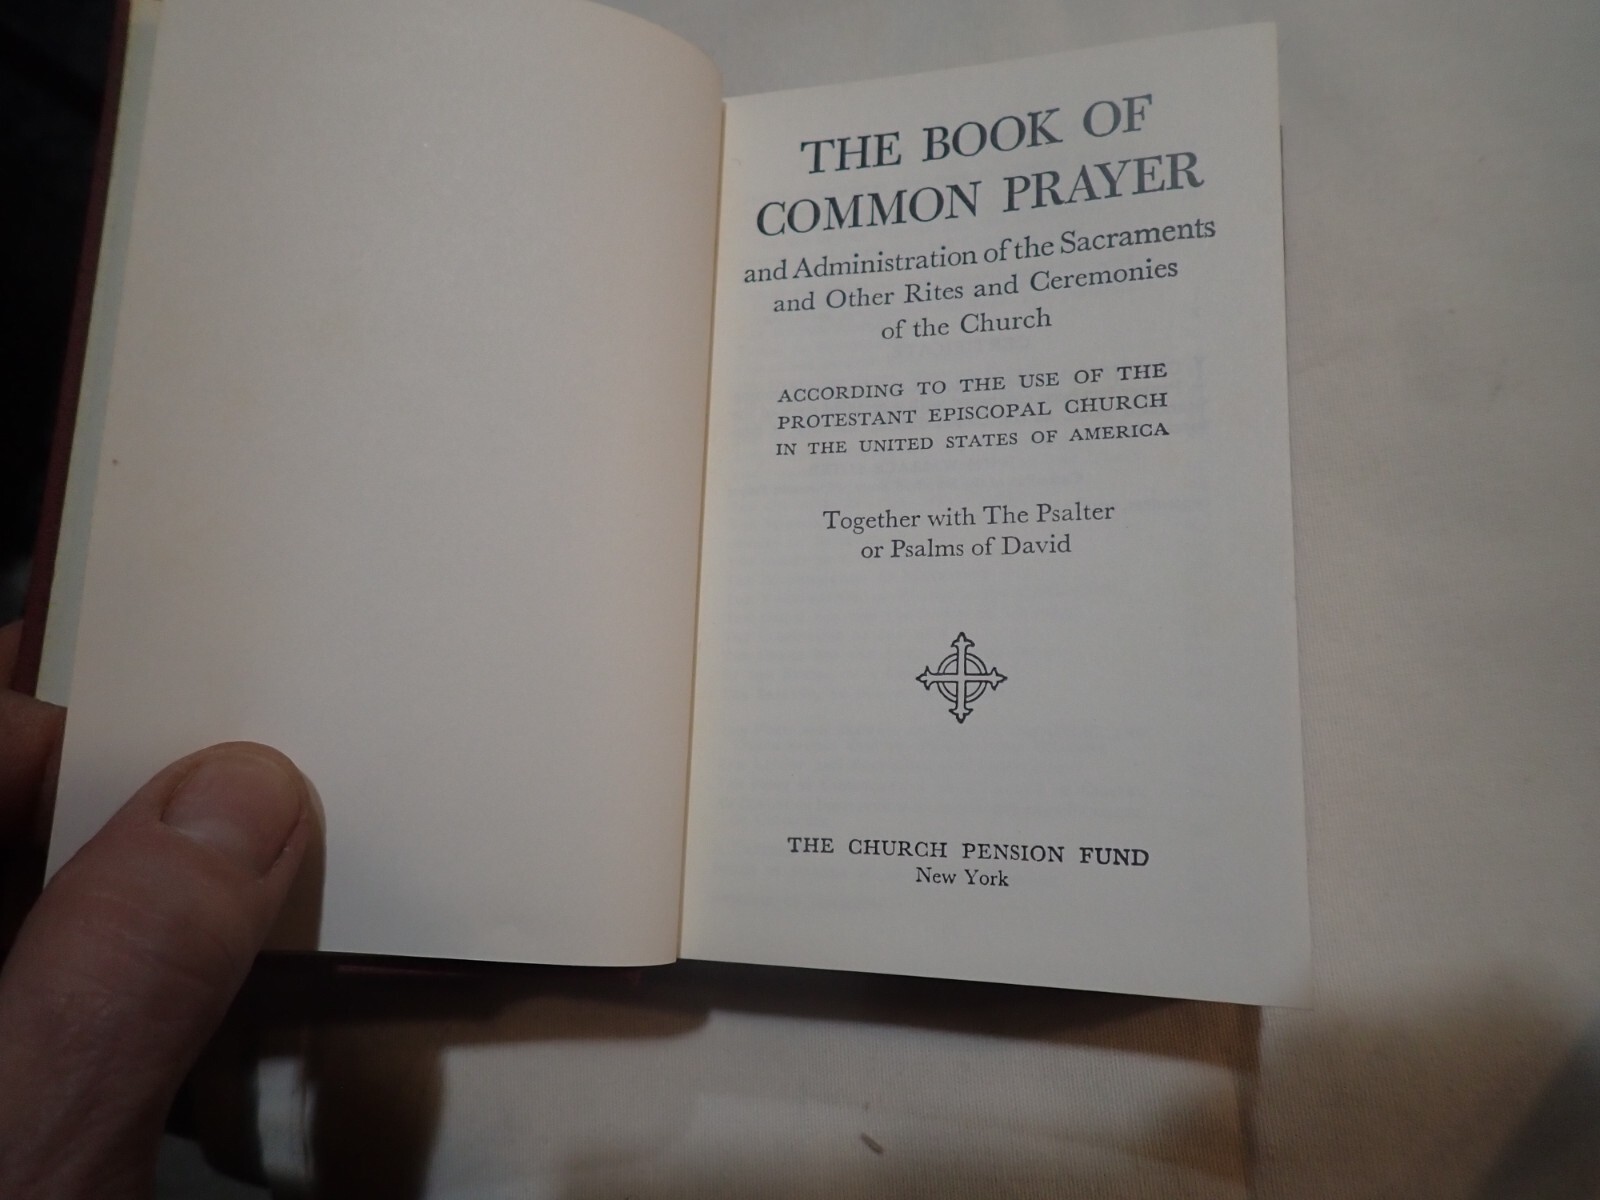 THE BOOK OF
COMMON PRAYER
and Administration of the Sacraments
and Other Rites and Ceremonies
of the Church
ACCORDING TO THE USE OF THE
PROTESTANT EPISCOPAL CHURCH
IN THE UNITED STATES OF AMERICA
Together with The Psalter
or Psalms of David
THE CHURCH PENSION FUND
New York